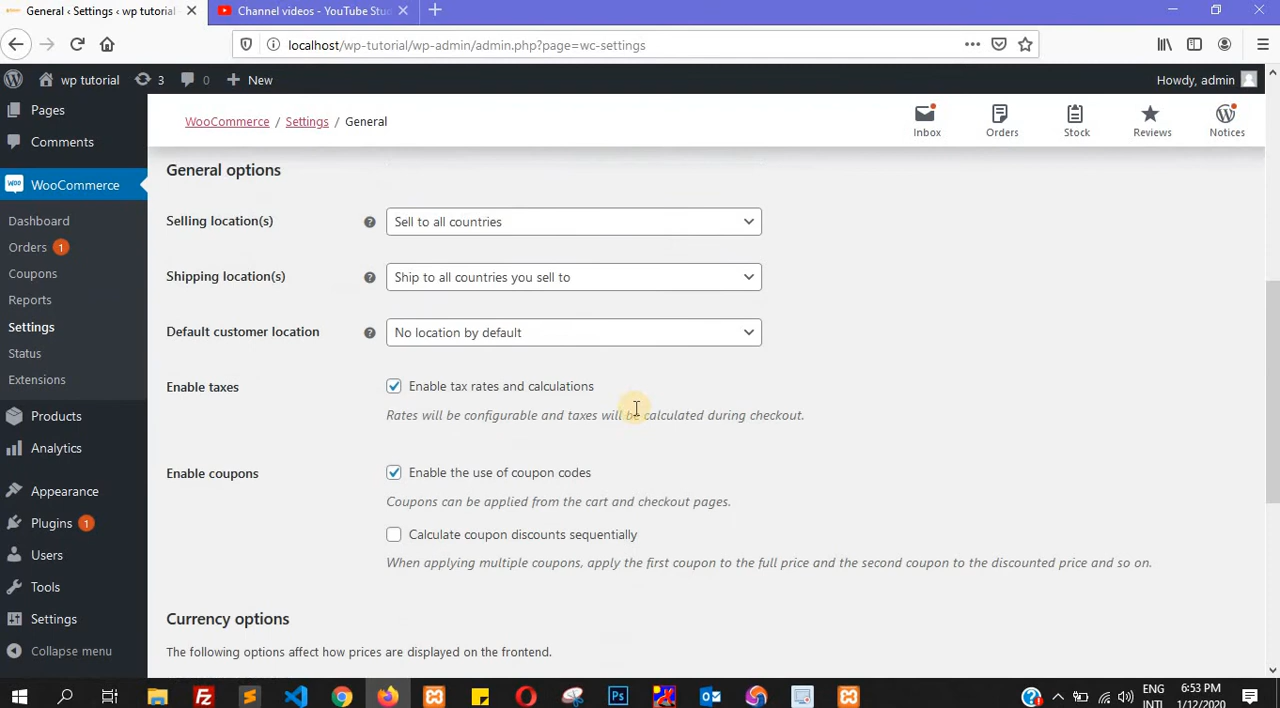 General ‹ Settings ‹ wp tutorial
Channel videos - YouTube Stu
localhost/wp-tutorial/wp-admin/admin.php?page=wc-settings
wp tutorial
3
0
New
Howdy, admin
Pages
Comments
WooCommerce
Dashboard
Orders 1
Coupons
Reports
Settings
Status
Extensions
Products
Analytics
Appearance
Plugins 1
Users
Tools
Settings
Collapse menu
WooCommerce / Settings / General
Inbox
Orders
Stock
Reviews
Notices
General options
Selling location(s)
Sell to all countries
Shipping location(s)
Ship to all countries you sell to
Default customer location
No location by default
Enable taxes
Enable tax rates and calculations
Rates will be configurable and taxes will be calculated during checkout.
Enable coupons
Enable the use of coupon codes
Coupons can be applied from the cart and checkout pages.
Calculate coupon discounts sequentially
When applying multiple coupons, apply the first coupon to the full price and the second coupon to the discounted price and so on.
Currency options
The following options affect how prices are displayed on the frontend.
ENG
INTL
6:53 PM
1/12/2020